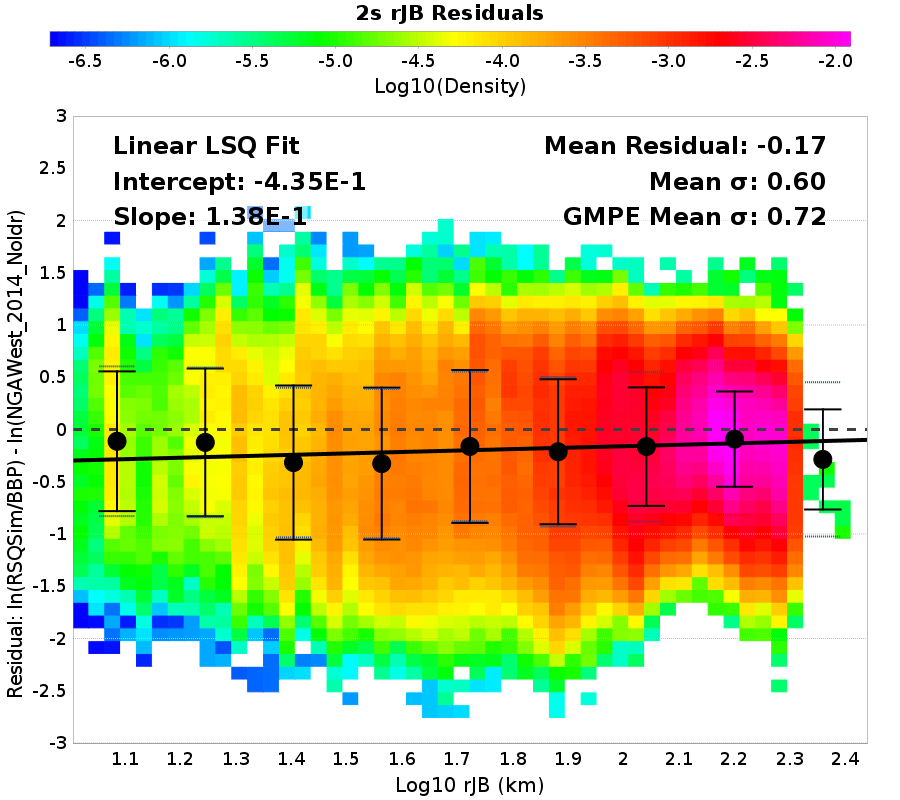 2s rJB Residuals
-6.5 -6.0 -5.5 -5.0 -4.5 -4.0 -3.5 -3.0 -2.5 -2.0
Log10(Density)
Linear LSQ Fit
Intercept: -4.35E-1
Slope: 1.38E-1
Mean Residual: -0.17
Mean σ: 0.60
GMPE Mean σ: 0.72
Residual: ln(RSQSim/BBP) - ln(NGAWest_2014_NoIdr)
3
2.5
2
1.5
1
0.5
0
-0.5
-1
-1.5
-2
-2.5
-3
1.1 1.2 1.3 1.4 1.5 1.6 1.7 1.8 1.9 2 2.1 2.2 2.3 2.4
Log10 rJB (km)